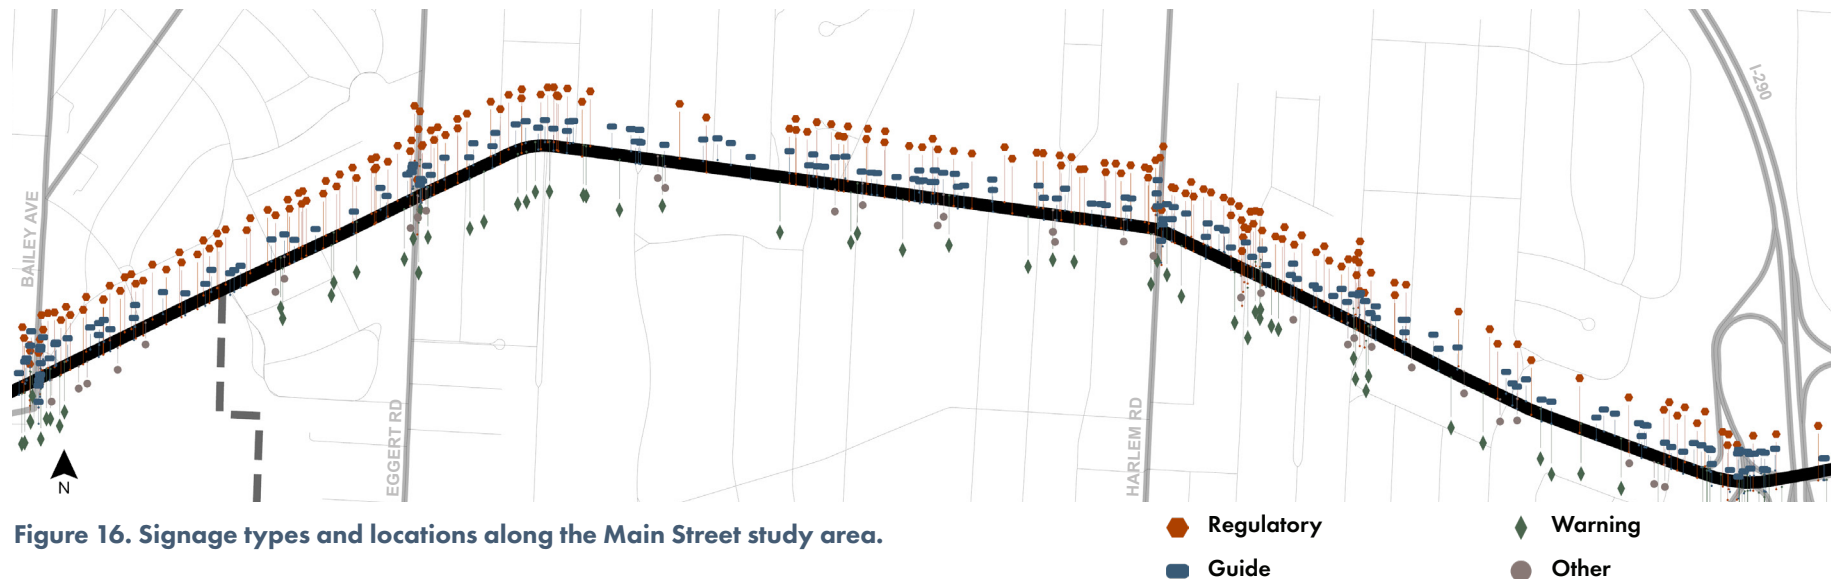 I-290
BAILEY AVE
EGGERT RD
HARLEM RD
N
Figure 16. Signage types and locations along the Main Street study area.
Regulatory
Warning
Guide
Other